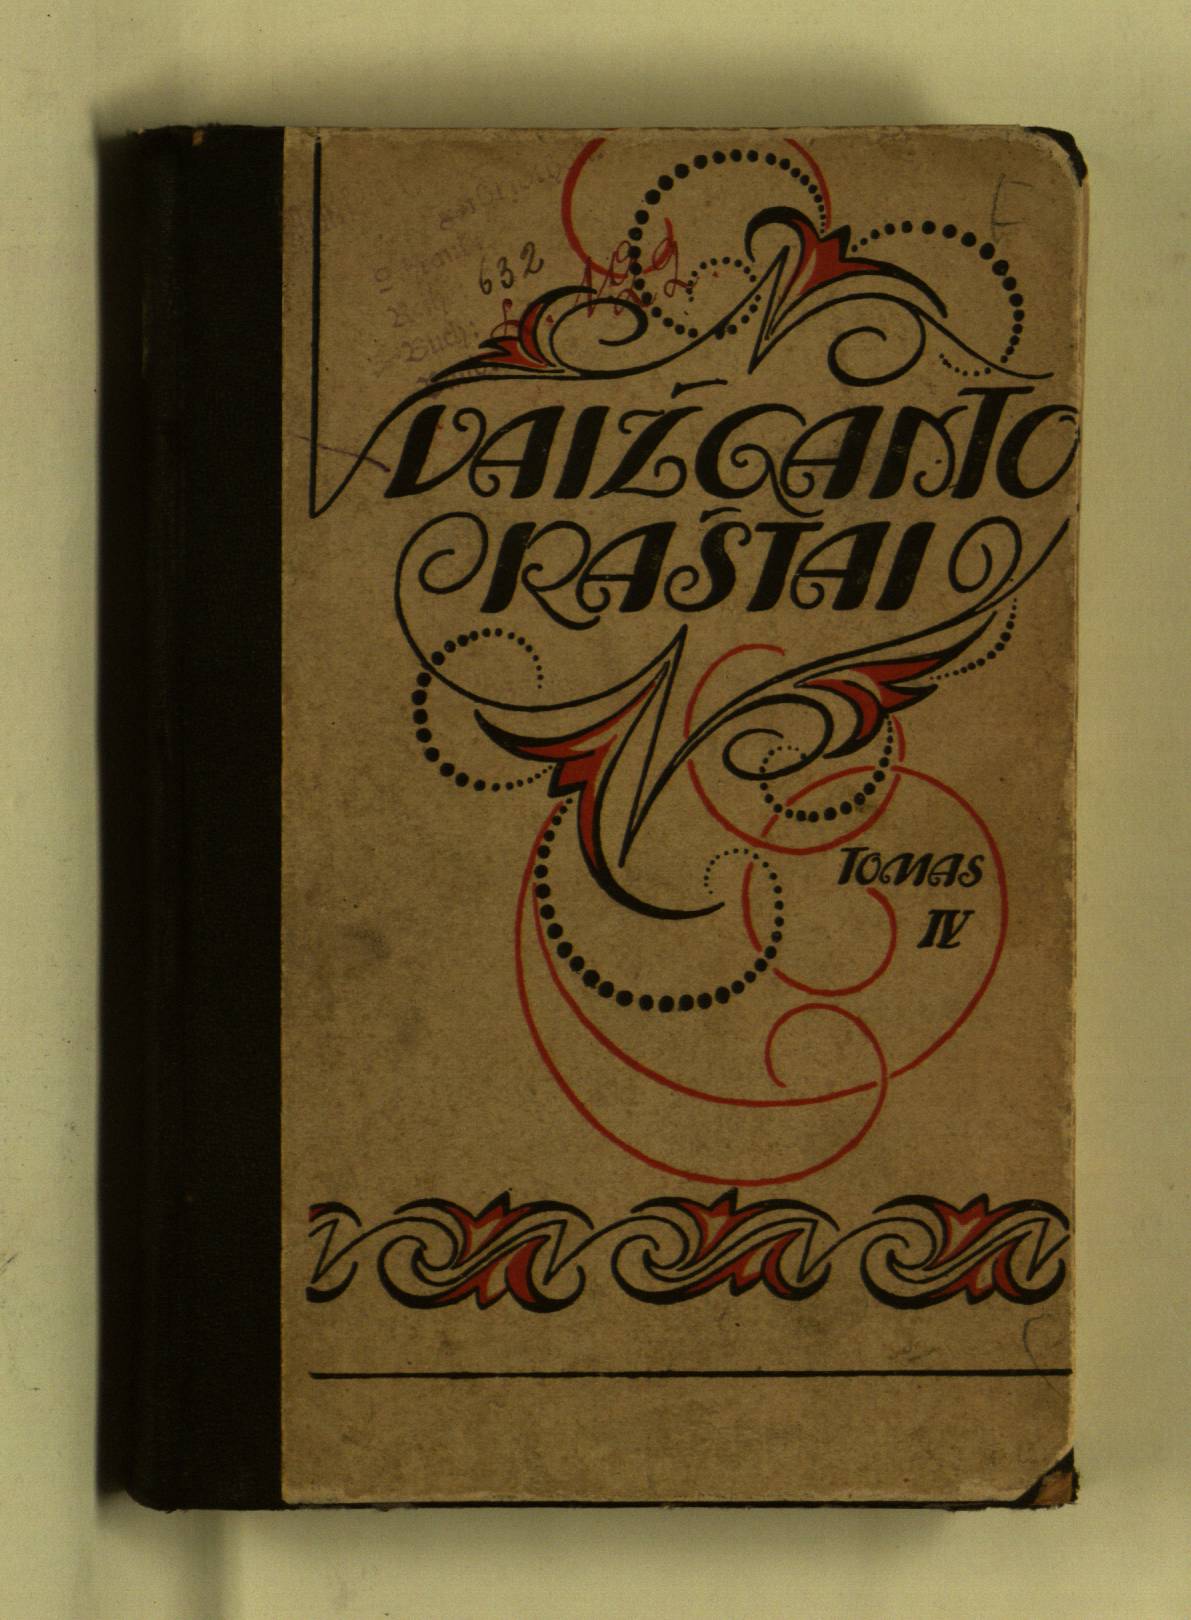 632
VAIŽGANTO
RAŠTAI
TOMAS
IV